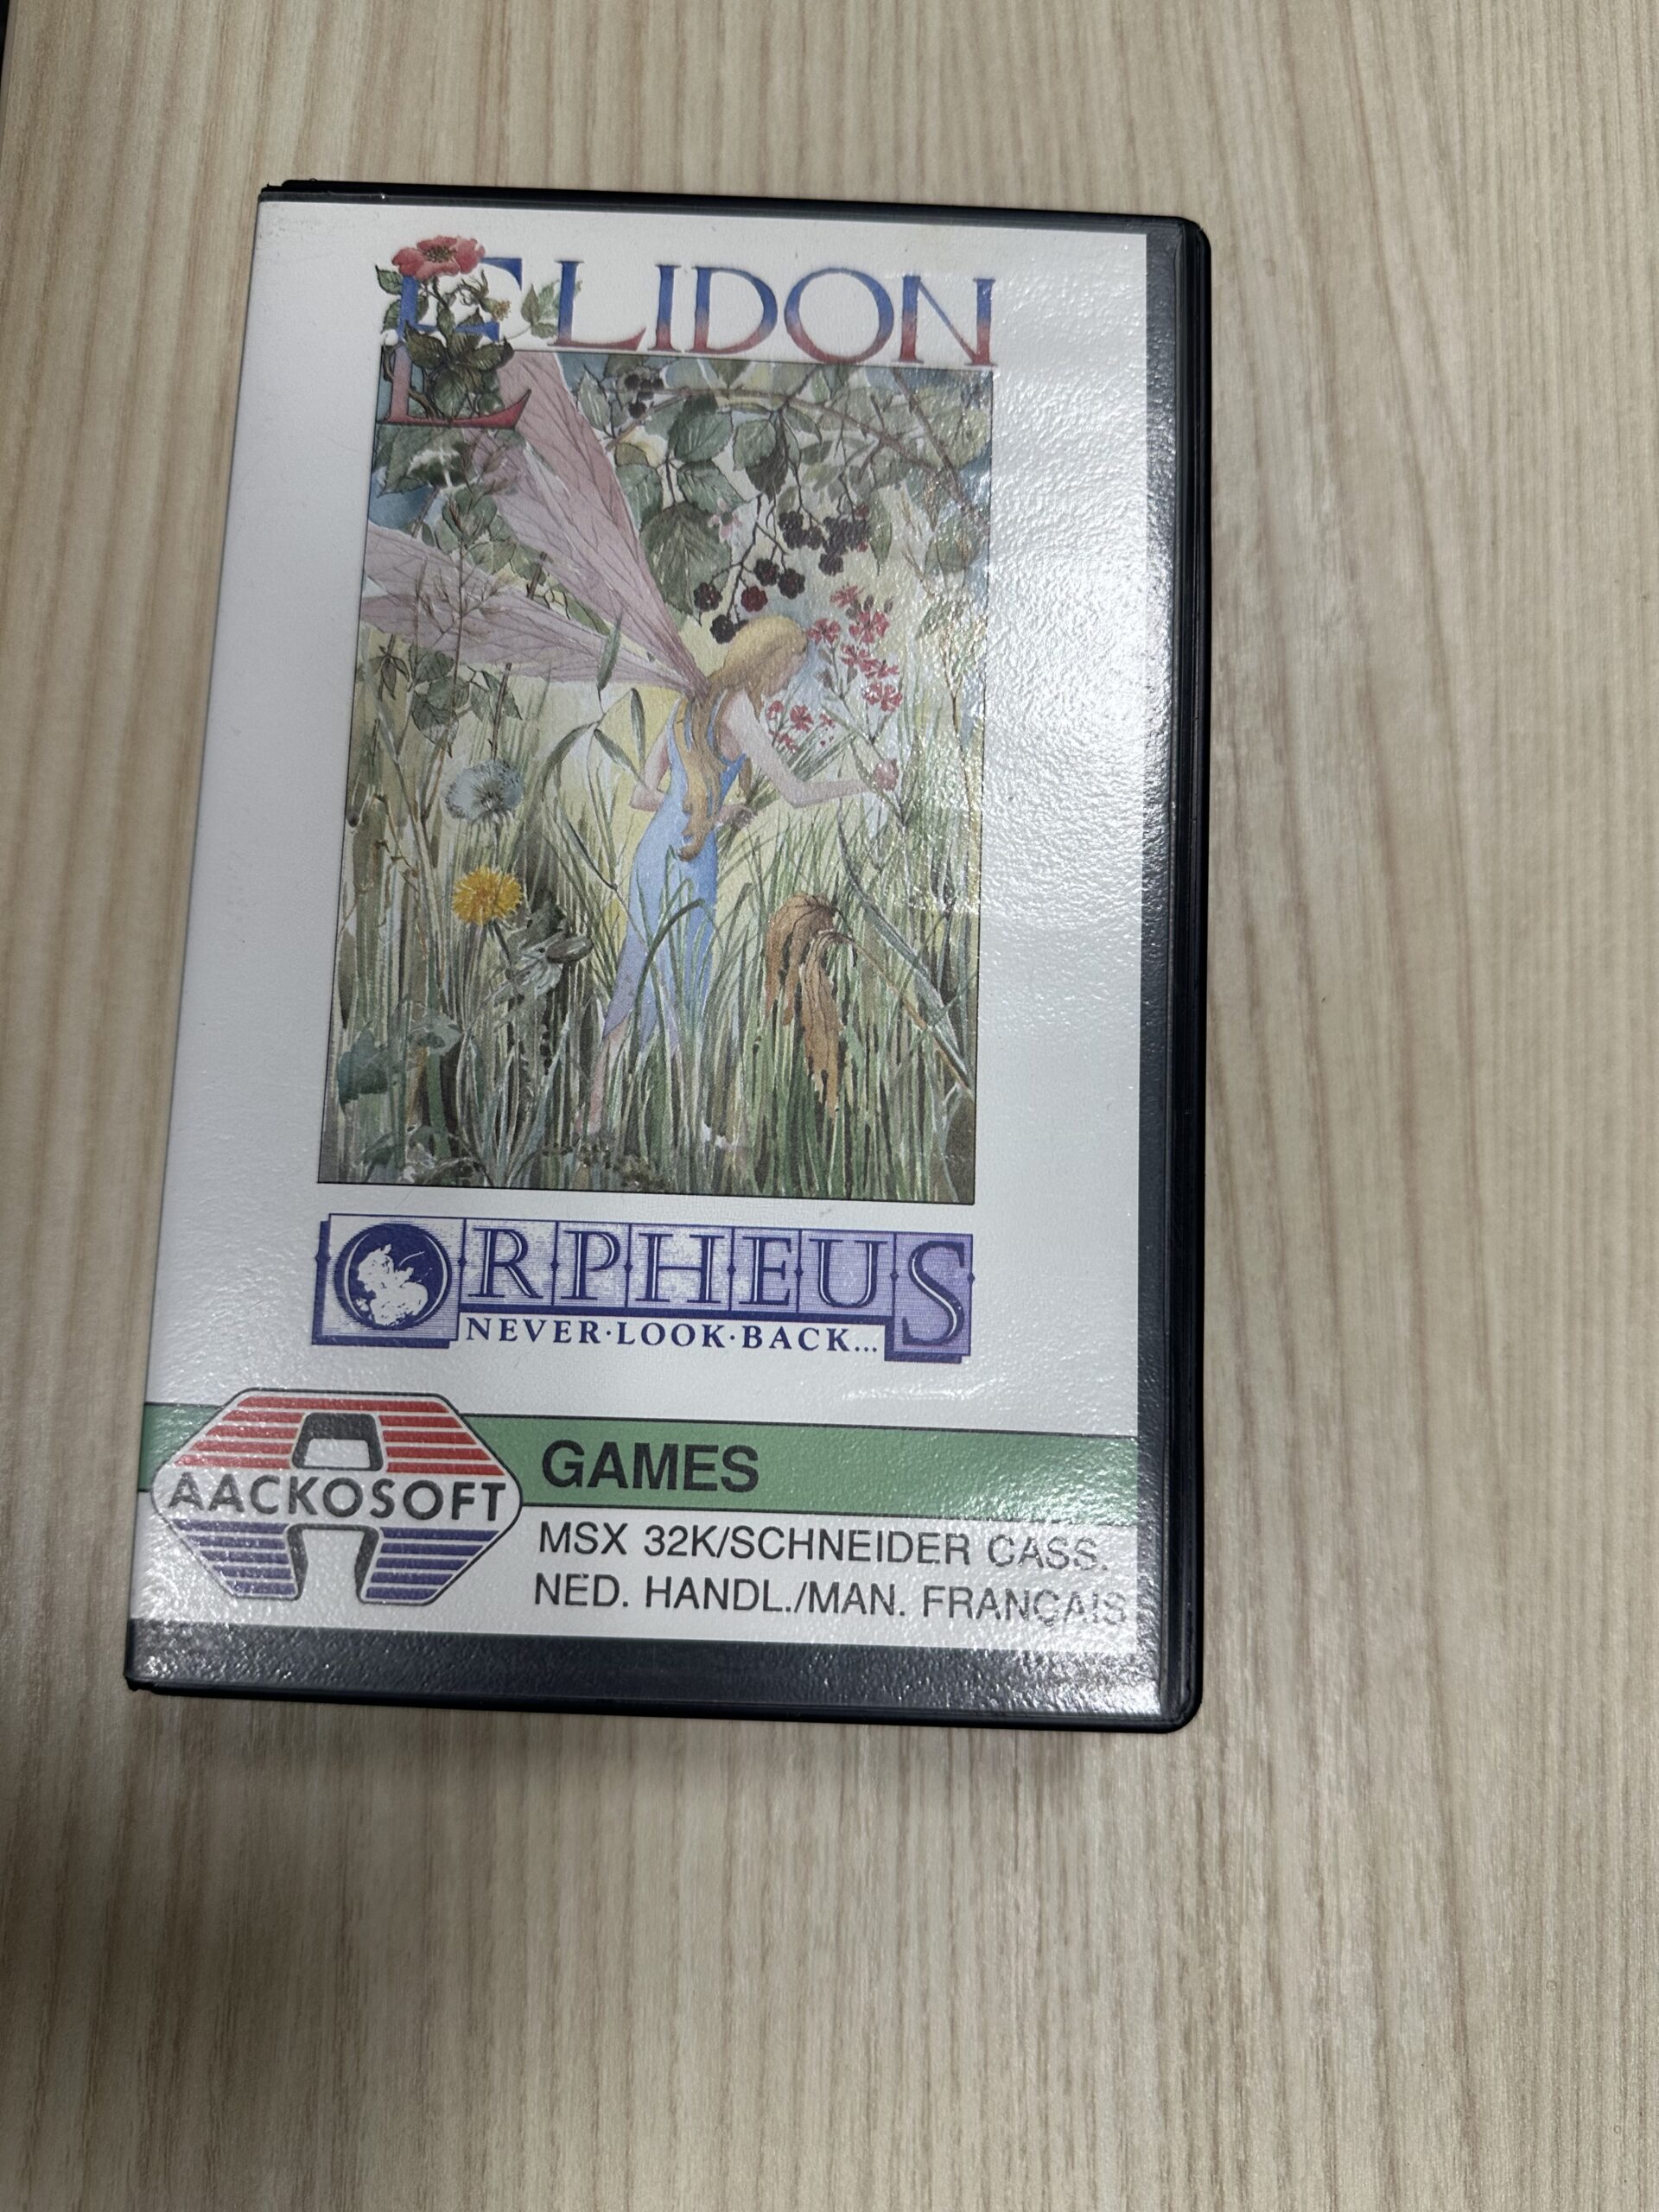 ELIDON
ORPHEUS
NEVER·LOOK·BACK...
AACKOSOFT
GAMES
MSX 32K/SCHNEIDER CASS.
NED. HANDL./MAN. FRANÇAIS